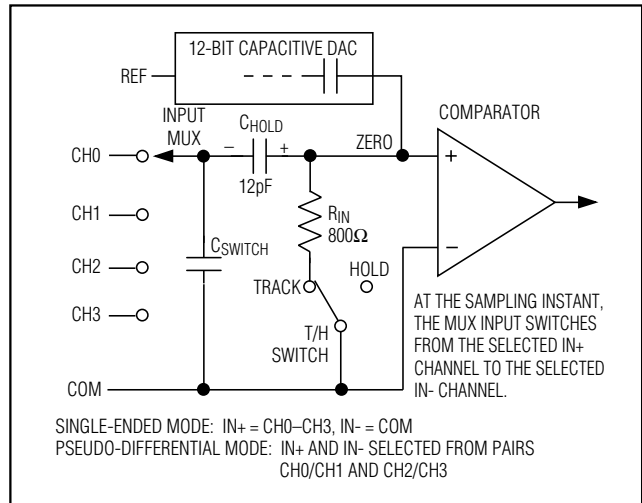 12-BIT CAPACITIVE DAC
REF
COMPARATOR
INPUT
MUX
CHOLD
ZERO
CH0
− +
12pF
+
RIN
800Ω
CH1
CSWITCH
−
HOLD
CH2
TRACK
AT THE SAMPLING INSTANT,
THE MUX INPUT SWITCHES
FROM THE SELECTED IN+
CHANNEL TO THE SELECTED
IN- CHANNEL.
CH3
T/H
SWITCH
COM
SINGLE-ENDED MODE: IN+ = CH0–CH3, IN- = COM
PSEUDO-DIFFERENTIAL MODE: IN+ AND IN- SELECTED FROM PAIRS
CH0/CH1 AND CH2/CH3